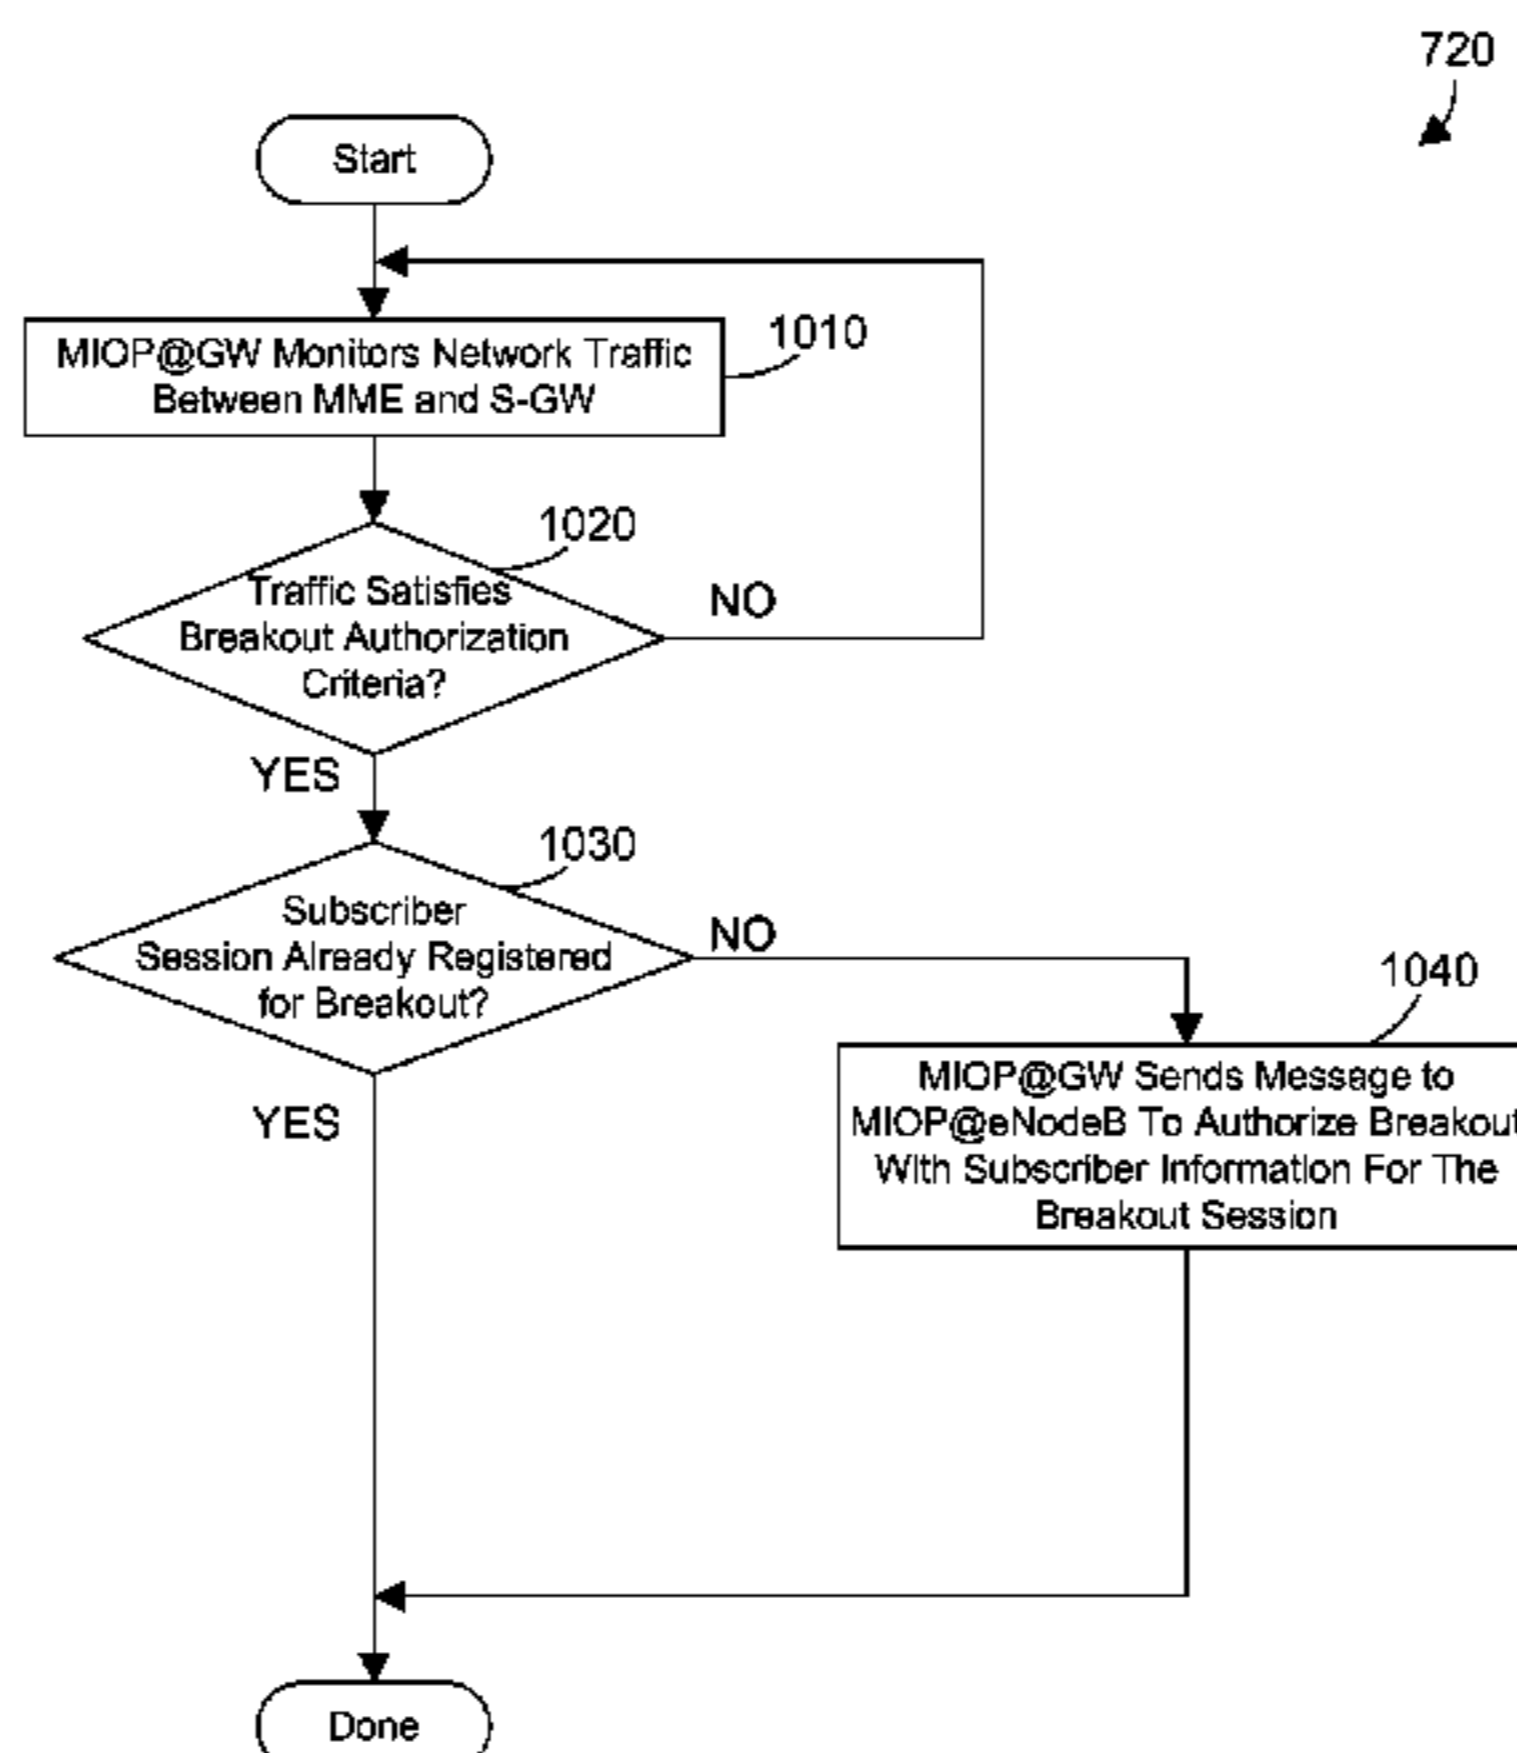 720
Start
MIOP@GW Monitors Network Traffic
Between MME and S-GW
1010
1020
Traffic Satisfies
Breakout Authorization
Criteria?
NO
YES
1030
Subscriber
Session Already Registered
for Breakout?
NO
YES
1040
MIOP@GW Sends Message to
MIOP@eNodeB To Authorize Breakout
With Subscriber Information For The
Breakout Session
Done